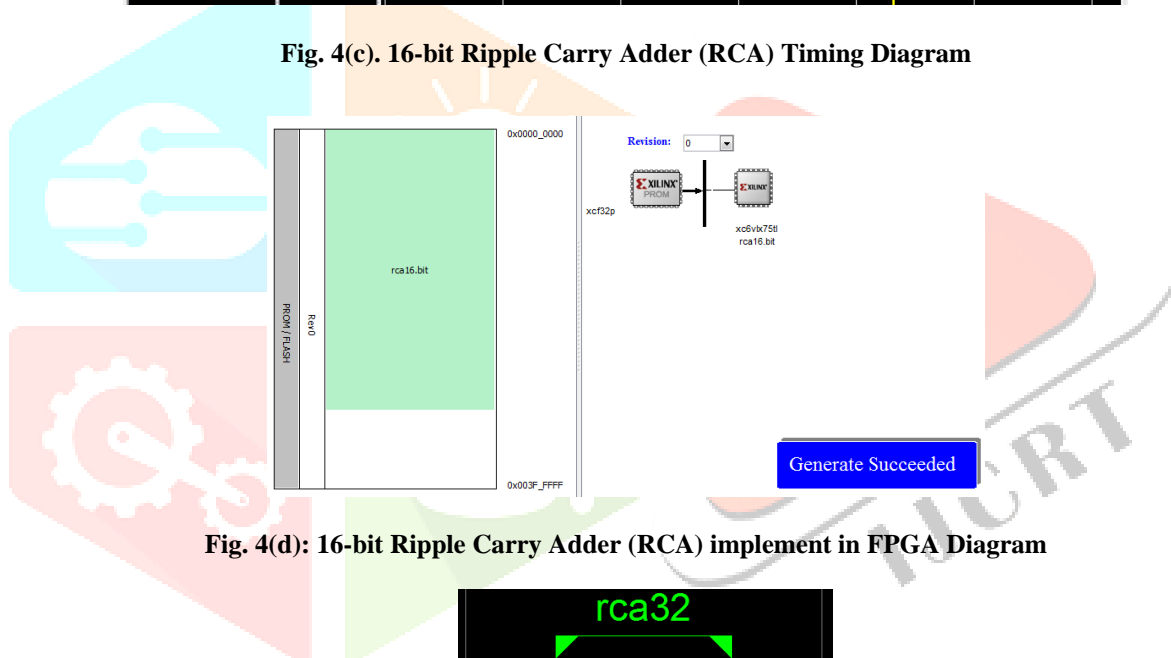 Fig. 4(c). 16-bit Ripple Carry Adder (RCA) Timing Diagram
0x0000_0000
Revision: 0
XILINX
PROM
XILINX
xcf32p
xc6vlx75tl
rca16.bit
rca16.bit
PROM / FLASH
Rev0
Generate Succeeded
0x003F_FFFF
IJCRT
Fig. 4(d): 16-bit Ripple Carry Adder (RCA) implement in FPGA Diagram
rca32